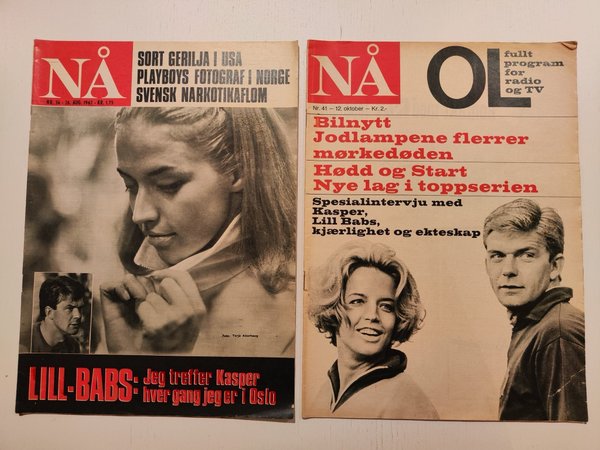 NÅ
SORT GERILJA I USA
PLAYBOYS FOTOGRAF I NORGE
SVENSK NARKOTIKAFLOM
Foto: Terje
LILL-BABS: Jeg treffer Kasper
hver gang jeg er i Oslo
NÅ
OL
fullt
program
for
radio
og TV
Nr. 41 – 12. oktober – Kr. 2.-
Bilnytt
Jodlampene flerrer
mørkedøden
Hødd og Start
Nye lag i toppserien
Spesialintervju med
Kasper,
Lill Babs,
kjærlighet og ekteskap